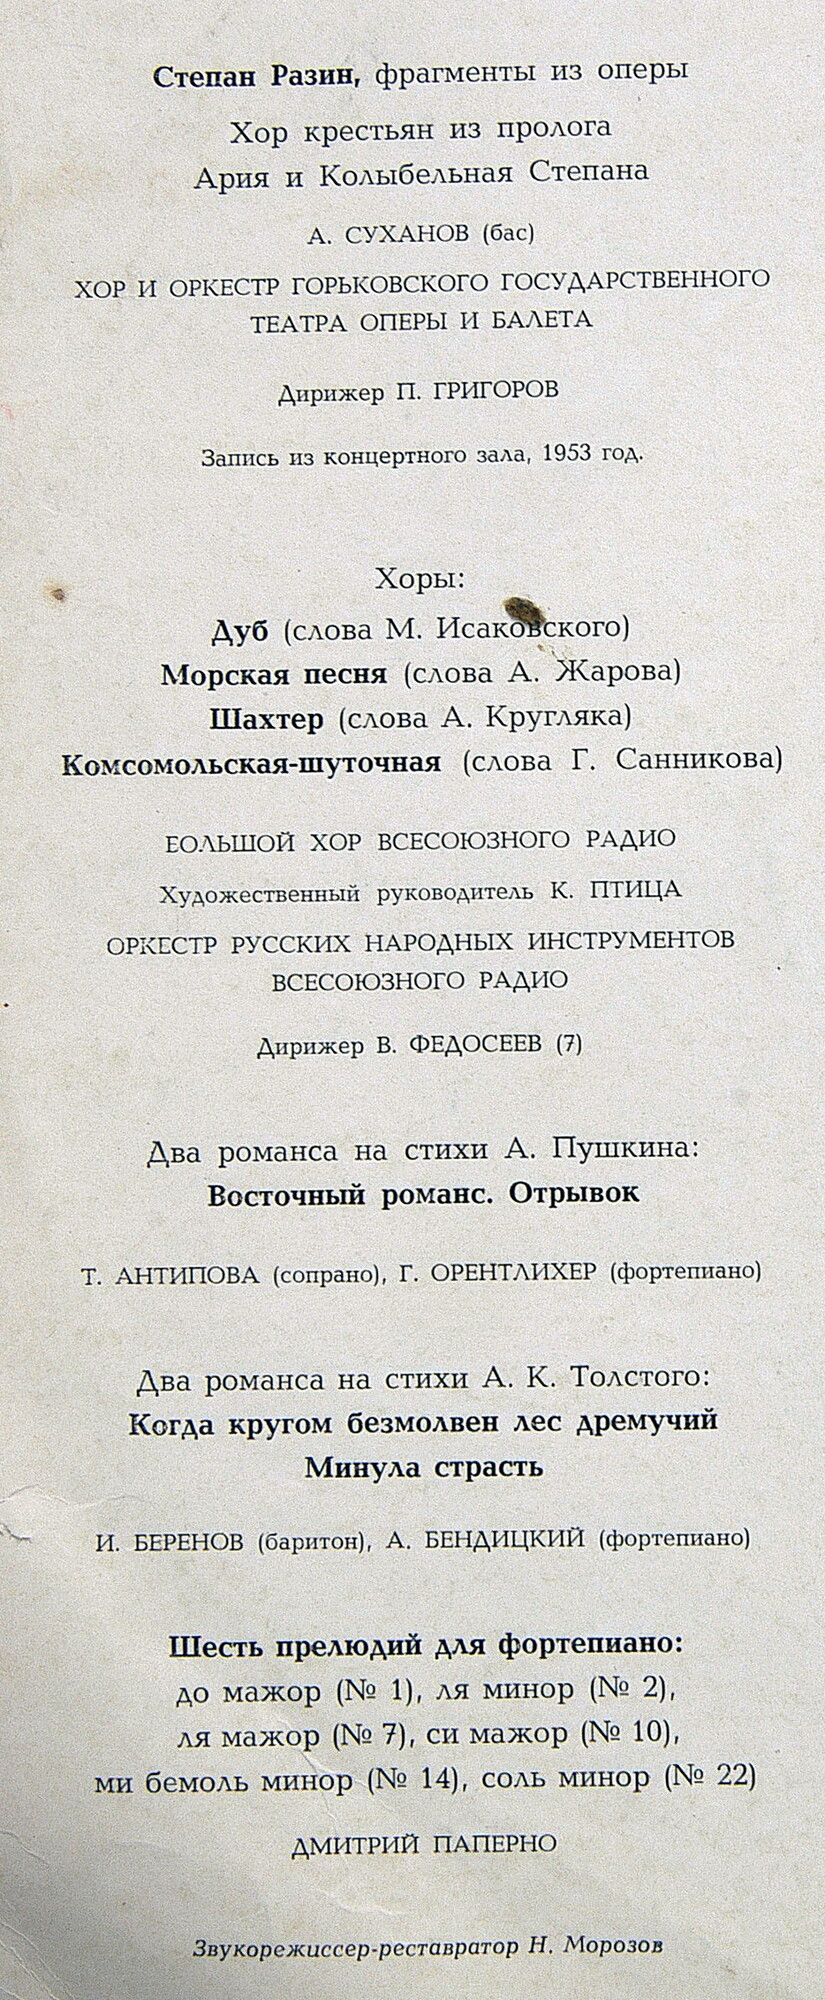 Степан Разин, фрагменты из оперы
Хор крестьян из пролога
Ария и Колыбельная Степана
А. СУХАНОВ (бас)
ХОР И ОРКЕСТР ГОРЬКОВСКОГО ГОСУДАРСТВЕННОГО
ТЕАТРА ОПЕРЫ И БАЛЕТА
Дирижер П. ГРИГОРОВ
Запись из концертного зала, 1953 год.
Хоры:
Дуб (слова М. Исаковского)
Морская песня (слова А. Жарова)
Шахтер (слова А. Кругляка)
Комсомольская-шуточная (слова Г. Санникова)
БОЛЬШОЙ ХОР ВСЕСОЮЗНОГО РАДИО
Художественный руководитель К. ПТИЦА
ОРКЕСТР РУССКИХ НАРОДНЫХ ИНСТРУМЕНТОВ
ВСЕСОЮЗНОГО РАДИО
Дирижер В. ФЕДОСЕЕВ (7)
Два романса на стихи А. Пушкина:
Восточный романс. Отрывок
Т. АНТИПОВА (сопрано), Г. ОРЕНТЛИХЕР (фортепиано)
Два романса на стихи А. К. Толстого:
Когда кругом безмолвен лес дремучий
Минула страсть
И. БЕРЕНОВ (баритон), А. БЕНДИЦКИЙ (фортепиано)
Шесть прелюдий для фортепиано:
до мажор (№ 1), ля минор (№ 2),
ля мажор (№ 7), си мажор (№ 10),
ми бемоль минор (№ 14), соль минор (№ 22)
ДМИТРИЙ ПАПЕРНО
Звукорежиссер-реставратор Н. Морозов